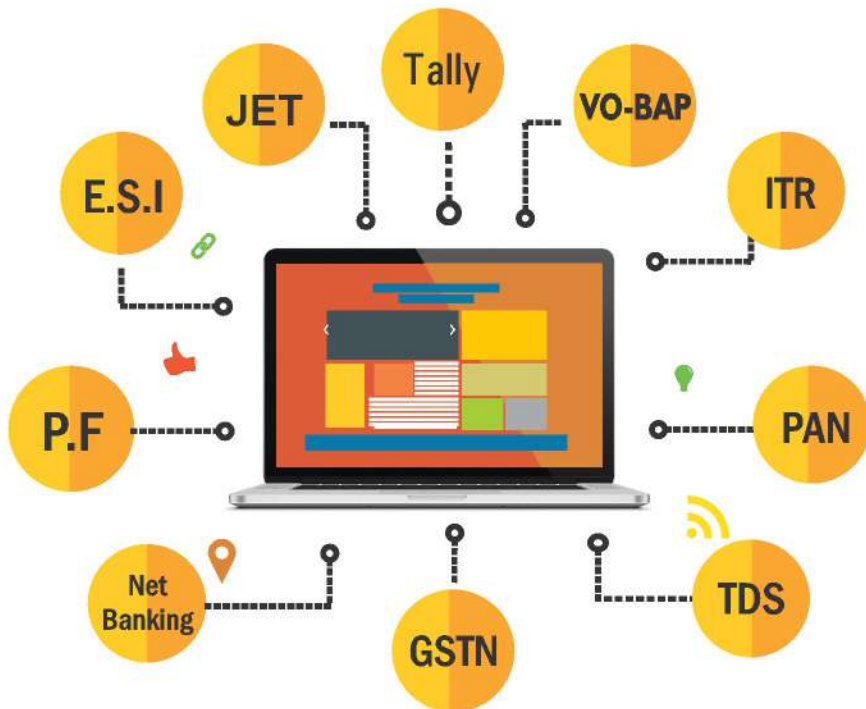 Tally
JET
VO-BAP
E.S.I
ITR
P.F
PAN
Net
Banking
GSTN
TDS